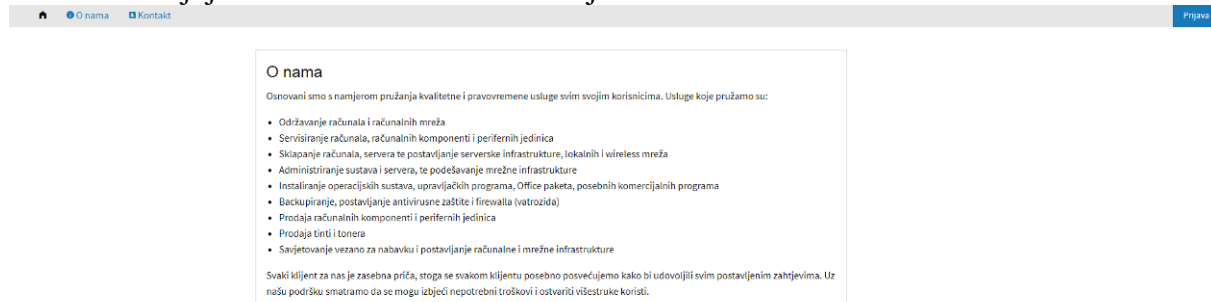 O nama Kontakt Prijava
O nama
Osnovani smo s namjerom pružanja kvalitetne i pravovremene usluge svim svojim korisnicima. Usluge koje pružamo su:
• Održavanje računala i računalnih mreža
• Servisiranje računala, računalnih komponenti i perifernih jedinica
• Sklapanje računala, servera te postavljanje serverske infrastrukture, lokalnih i wireless mreža
• Administriranje sustava i servera, te podešavanje mrežne infrastrukture
• Instaliranje operacijskih sustava, upravljačkih programa, Office paketa, posebnih komercijalnih programa
• Backupiranje, postavljanje antivirusne zaštite i firewalla (vatrozida)
• Prodaja računalnih komponenti i perifernih jedinica
• Prodaja tinti i tonera
• Savjetovanje vezano za nabavku i postavljanje računalne i mrežne infrastrukture
Svaki klijent za nas je zasebna priča, stoga se svakom klijentu posebno posvećujemo kako bi udovoljili svim postavljenim zahtjevima. Uz
našu podršku smatramo da se mogu izbjeći nepotrebni troškovi i ostvariti višestruke koristi.